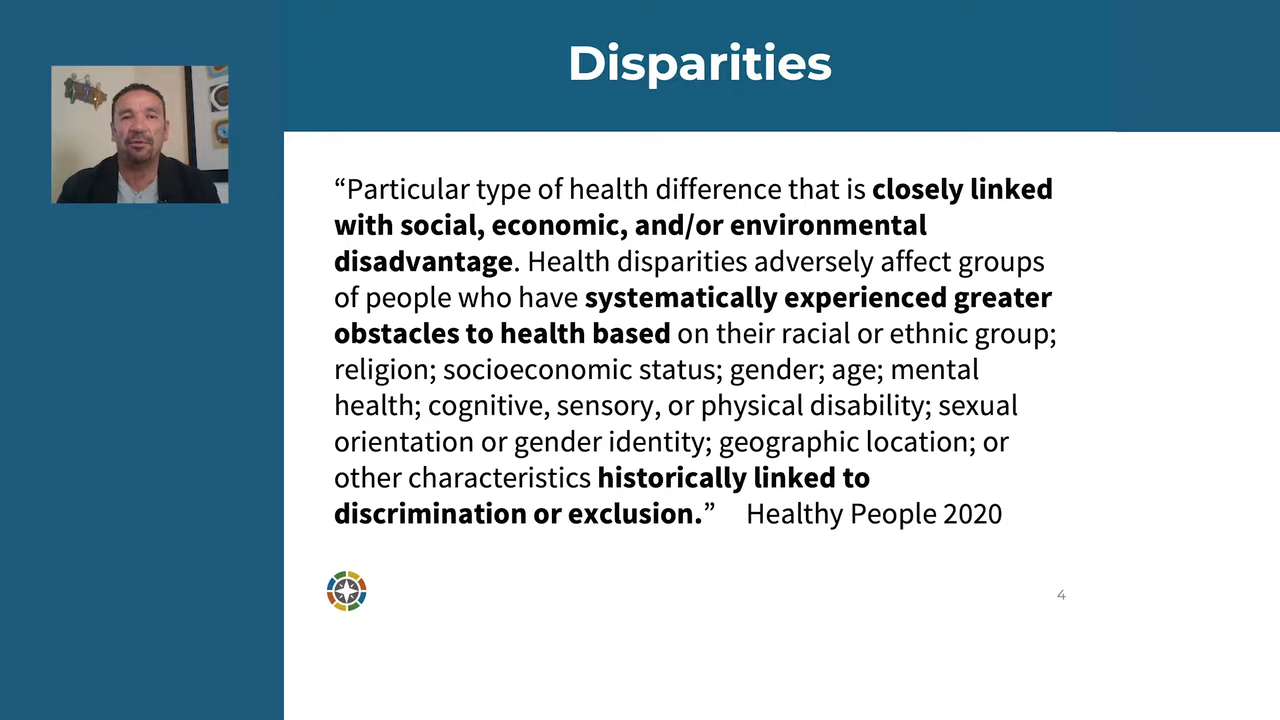 Disparities
“Particular type of health difference that is closely linked
with social, economic, and/or environmental
disadvantage. Health disparities adversely affect groups
of people who have systematically experienced greater
obstacles to health based on their racial or ethnic group;
religion; socioeconomic status; gender; age; mental
health; cognitive, sensory, or physical disability; sexual
orientation or gender identity; geographic location; or
other characteristics historically linked to
discrimination or exclusion.” Healthy People 2020
4